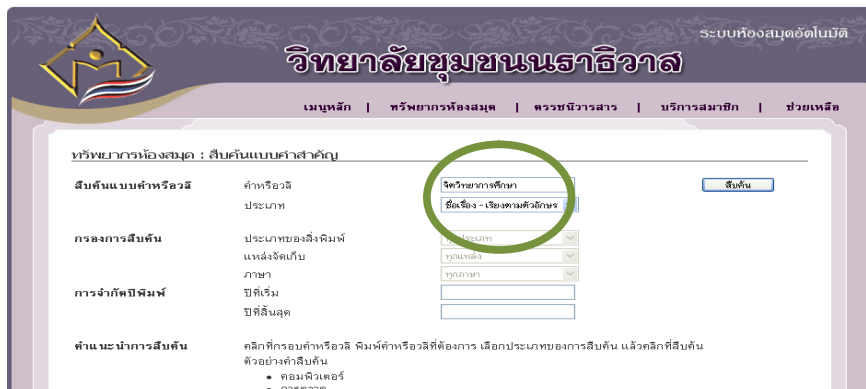 ระบบห้องสมุดอัตโนมัติ
วิทยาลัยชุมชนนราธิวาส
เมนูหลัก | ทรัพยากรห้องสมุด | ดรรชนีวารสาร | บริการสมาชิก | ช่วยเหลือ
ทรัพยากรห้องสมุด : สืบค้นแบบคำสำคัญ
สืบค้นแบบคำหรือวลี คำหรือวลี จิตวิทยาการศึกษา สืบค้น
ประเภท ชื่อเรื่อง - เรียงตามตัวอักษร
กรองการสืบค้น ประเภทของสิ่งพิมพ์ ทุกประเภท
แหล่งจัดเก็บ ทุกแหล่ง
ภาษา ทุกภาษา
การจำกัดปีพิมพ์ ปีที่เริ่ม
ปีที่สิ้นสุด
คำแนะนำการสืบค้น คลิกที่กรอบคำหรือวลี พิมพ์คำหรือวลีที่ต้องการ เลือกประเภทของการสืบค้น แล้วคลิกที่สืบค้น
ตัวอย่างคำสืบค้น
• คอมพิวเตอร์